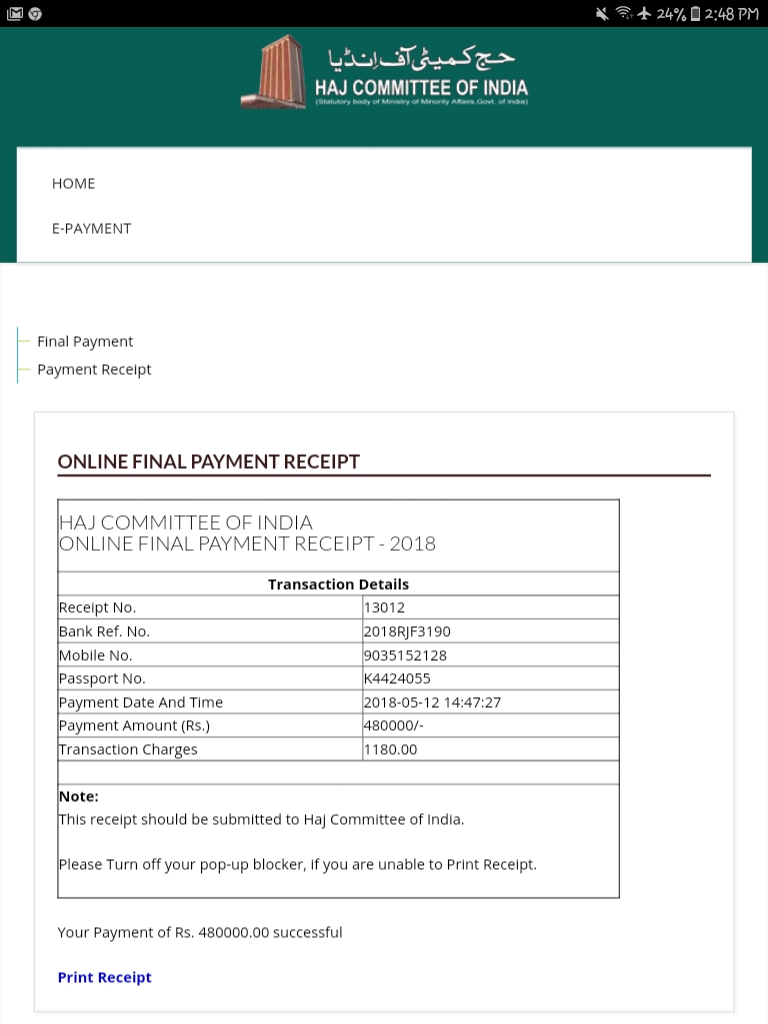 24% 2:48 PM
حج کمیٹی آف اِنڈیا
HAJ COMMITTEE OF INDIA
(Statutory body of Ministry of Minority Affairs,Govt. of India)
HOME
E-PAYMENT
Final Payment
Payment Receipt
ONLINE FINAL PAYMENT RECEIPT
HAJ COMMITTEE OF INDIA
ONLINE FINAL PAYMENT RECEIPT - 2018
Transaction Details
Receipt No. 13012
Bank Ref. No. 2018RJF3190
Mobile No. 9035152128
Passport No. K4424055
Payment Date And Time 2018-05-12 14:47:27
Payment Amount (Rs.) 480000/-
Transaction Charges 1180.00
Note:
This receipt should be submitted to Haj Committee of India.
Please Turn off your pop-up blocker, if you are unable to Print Receipt.
Your Payment of Rs. 480000.00 successful
Print Receipt